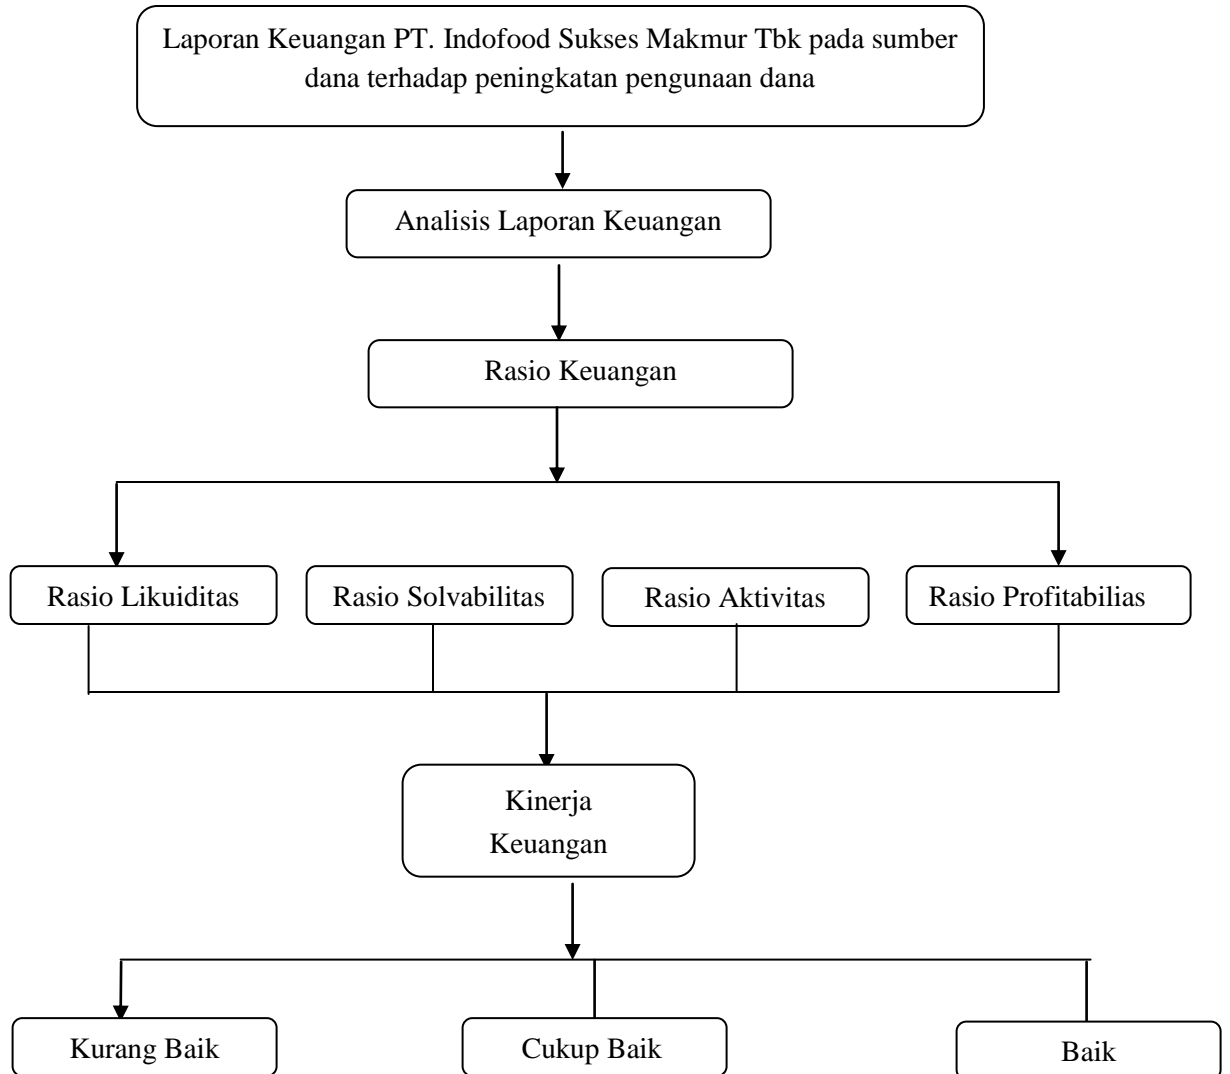 Laporan Keuangan PT. Indofood Sukses Makmur Tbk pada sumber
dana terhadap peningkatan pengunaan dana
Analisis Laporan Keuangan
Rasio Keuangan
Rasio Likuiditas
Rasio Solvabilitas
Rasio Aktivitas
Rasio Profitabilias
Kinerja
Keuangan
Kurang Baik
Cukup Baik
Baik